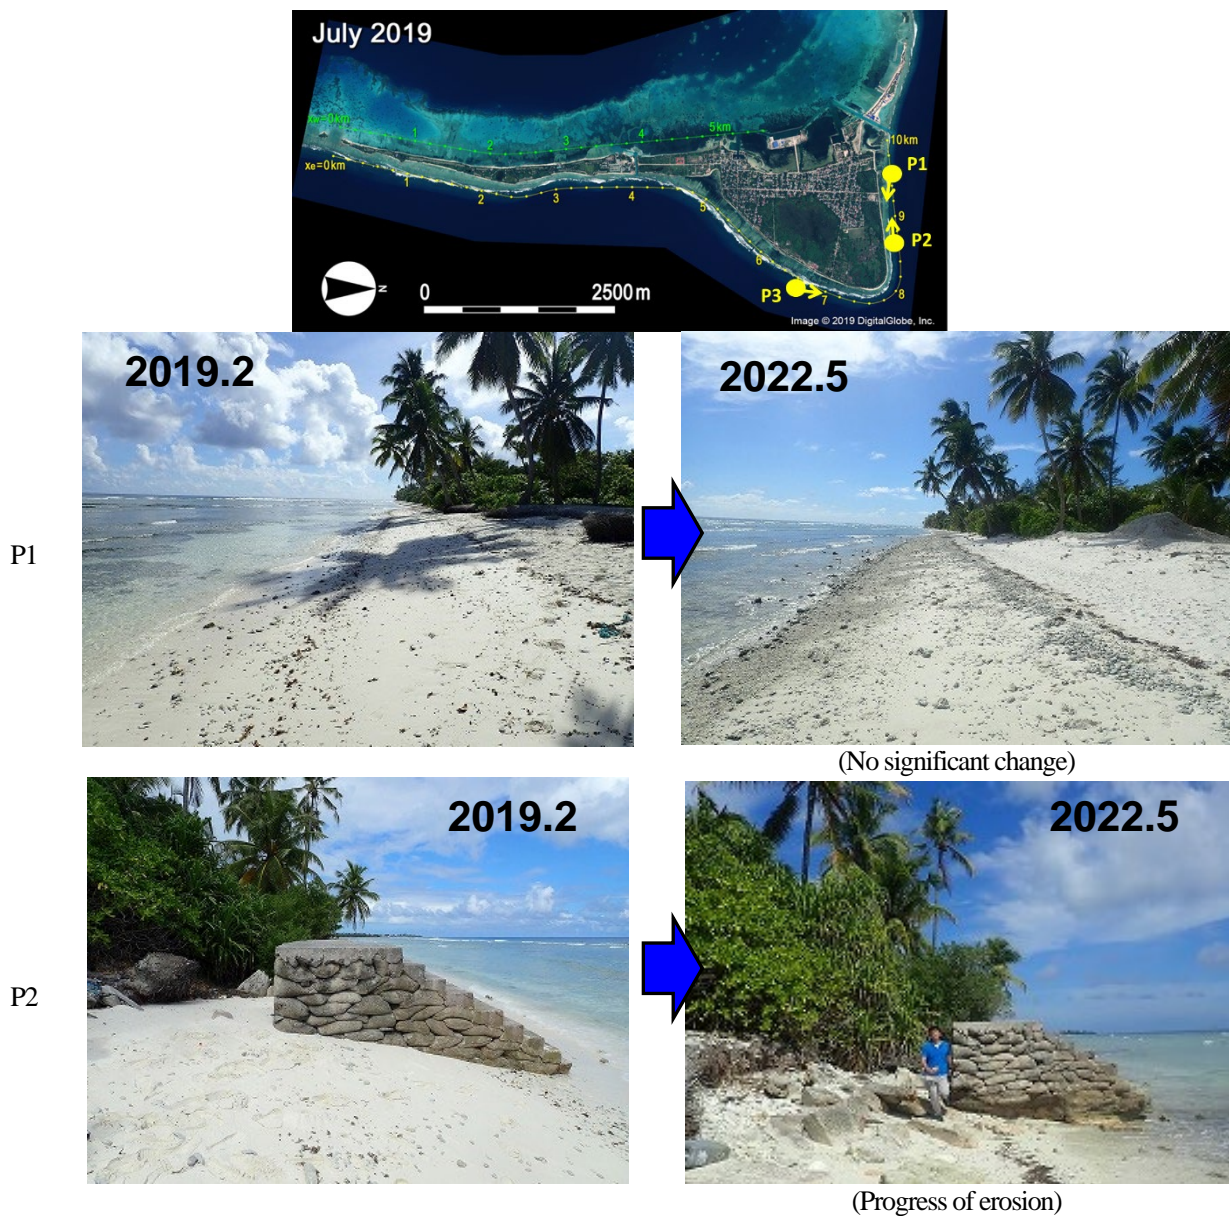 July 2019
xw=0km
1
2
3
4
5km
10km
P1
xe=0km
1
2
3
4
5
9
P2
6
P3
7
8
N
0
2500m
Image © 2019 DigitalGlobe, Inc.
2019.2
2022.5
P1
(No significant change)
2019.2
2022.5
P2
(Progress of erosion)